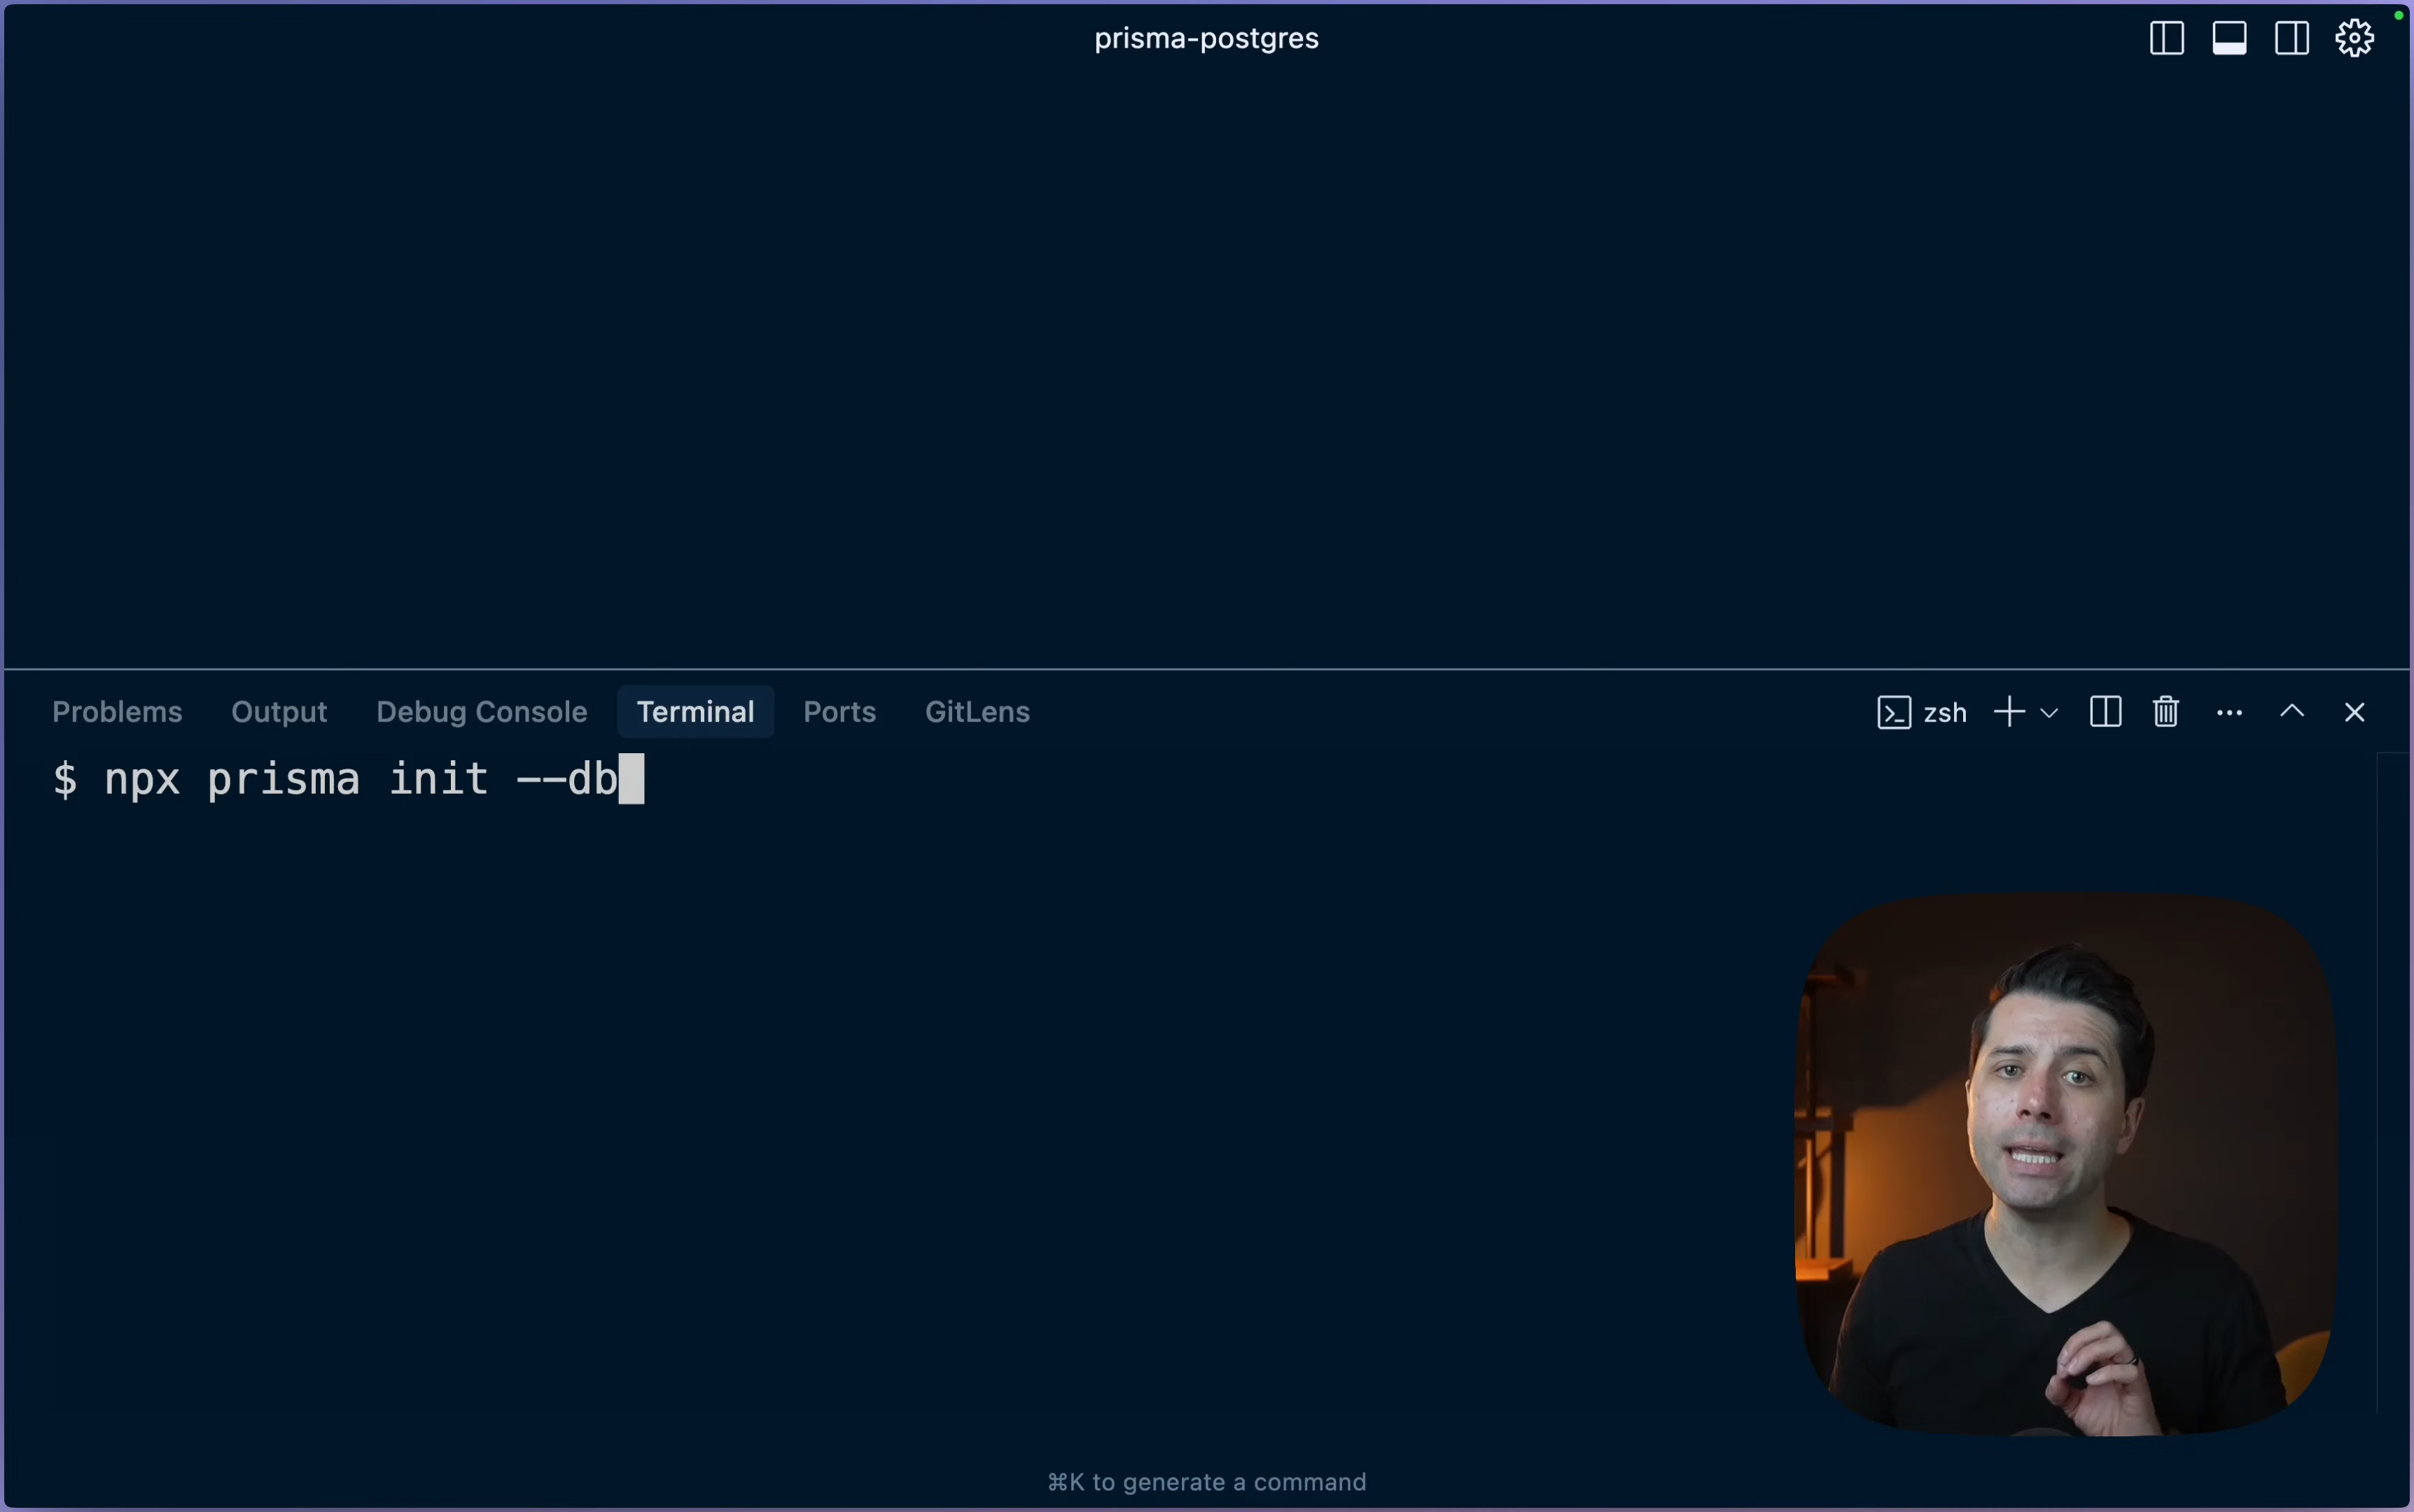 prisma-postgres
Problems Output Debug Console Terminal Ports GitLens zsh
$ npx prisma init --db
⌘K to generate a command